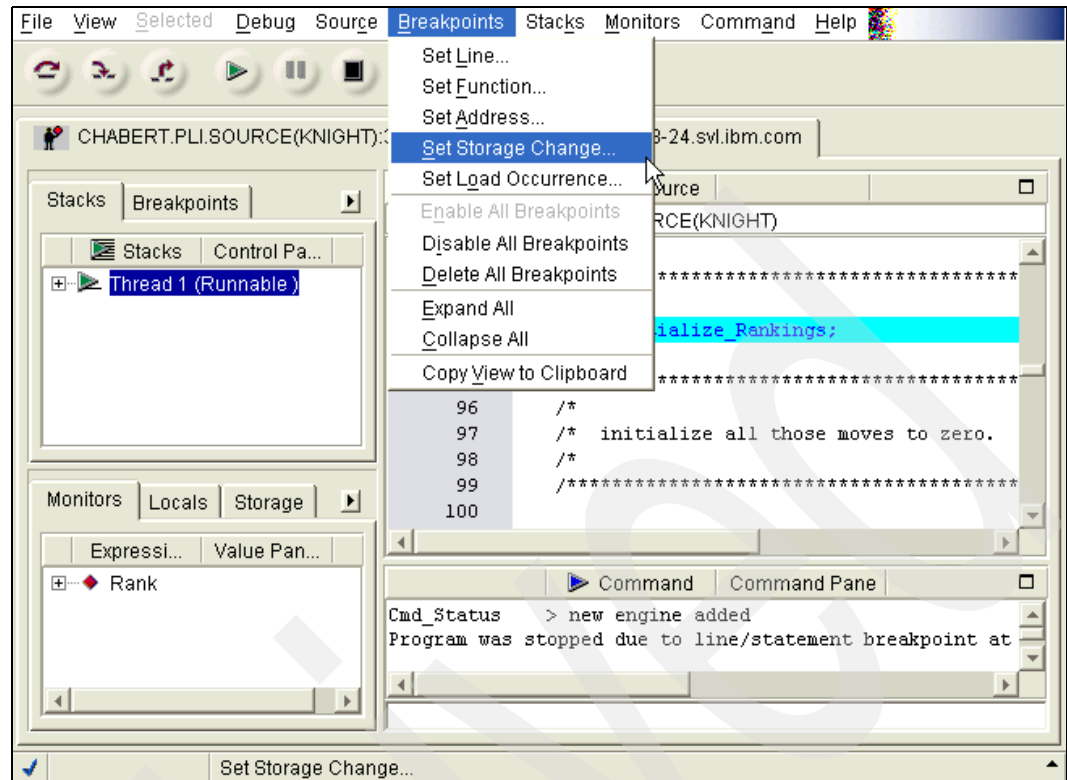 File View Selected Debug Source Breakpoints Stacks Monitors Command Help
Set Line...
Set Function...
Set Address...
Set Storage Change...
Set Load Occurrence...
Enable All Breakpoints
Disable All Breakpoints
Delete All Breakpoints
Expand All
Collapse All
Copy View to Clipboard
CHABERT.PLI.SOURCE(KNIGHT): 3-24.svl.ibm.com
Stacks Breakpoints
Stacks Control Pa...
Thread 1 (Runnable )
Monitors Locals Storage
Expressi... Value Pan...
Rank
urce
RCE(KNIGHT)
***********************************
ialize_Rankings;
***********************************
96 /*
97 /* initialize all those moves to zero.
98 /*
99 /*****************************************
100
Command Command Pane
Cmd_Status > new engine added
Program was stopped due to line/statement breakpoint at
Set Storage Change...